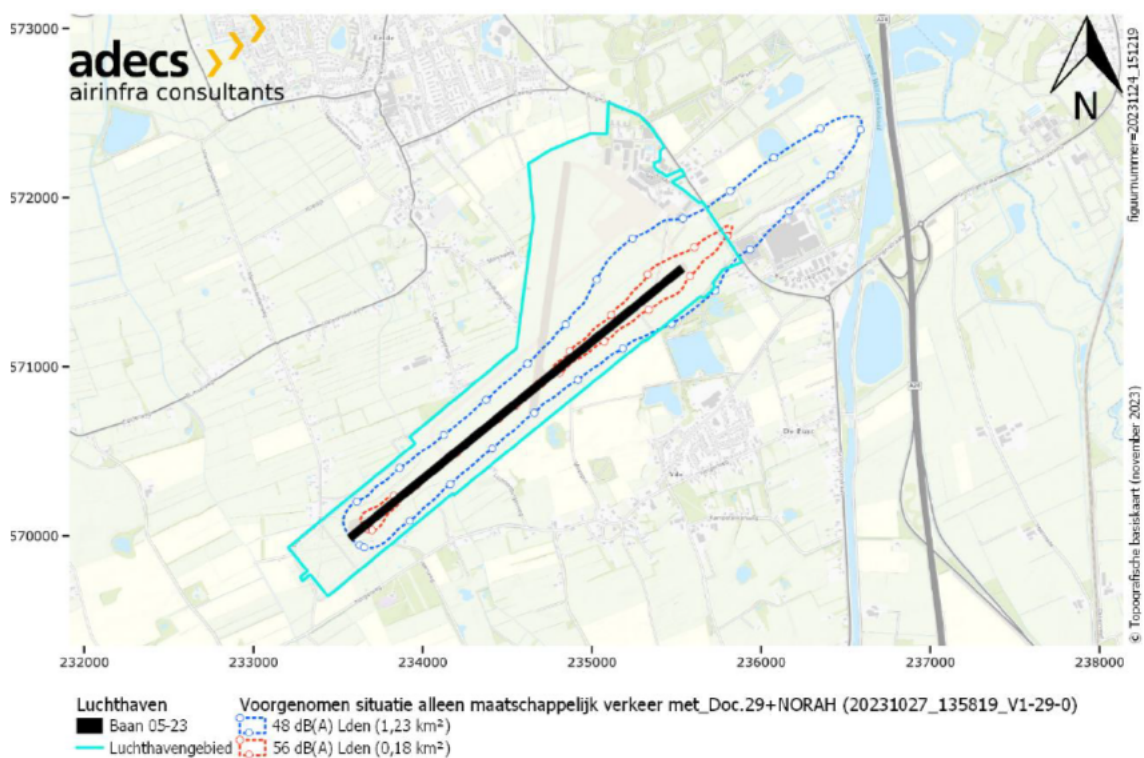 573000
adecs
airinfra consultants
Eelde
N
figuurnummer=20231124_151219
572000
571000
A28
570000
© Topografische basiskaart (november 2023)
232000 233000 234000 235000 236000 237000 238000
Luchthaven
Baan 05-23
Luchthavengebied
Voorgenomen situatie alleen maatschappelijk verkeer met_Doc.29+NORAH (20231027_135819_V1-29-0)
48 dB(A) Lden (1,23 km²)
56 dB(A) Lden (0,18 km²)